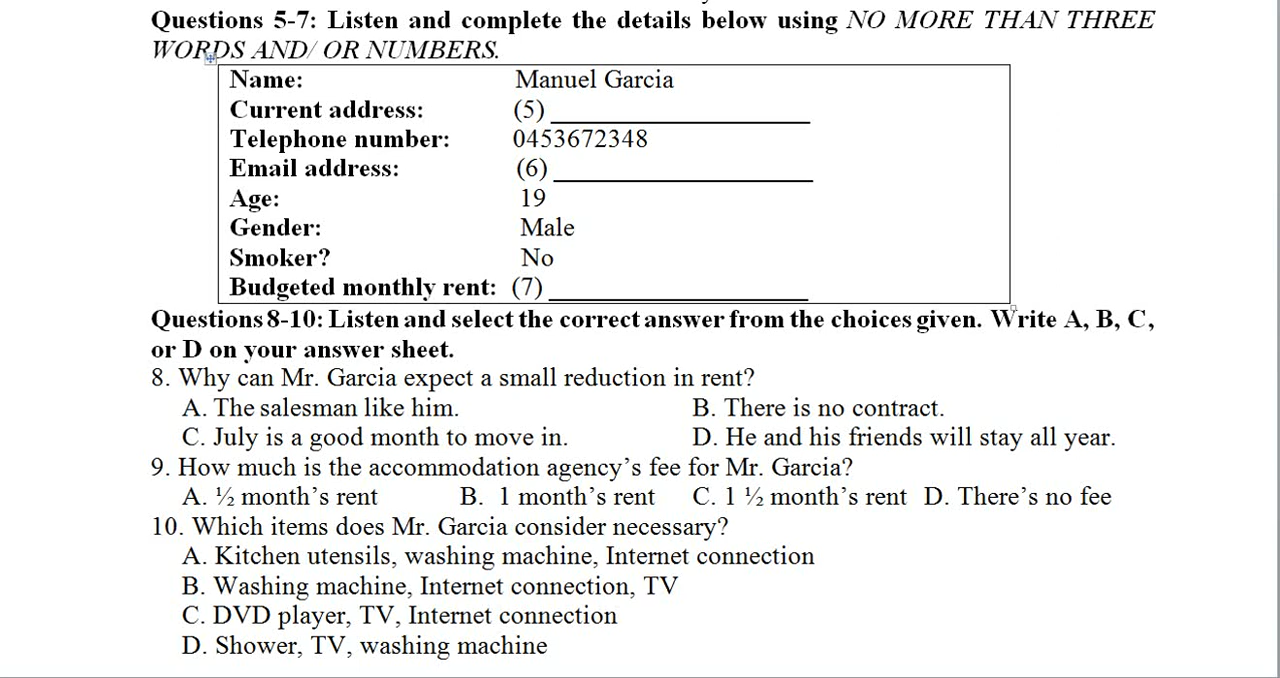 Questions 5-7: Listen and complete the details below using NO MORE THAN THREE
WORDS AND/ OR NUMBERS.
Name: Manuel Garcia
Current address: (5) ____________________
Telephone number: 0453672348
Email address: (6) ____________________
Age: 19
Gender: Male
Smoker? No
Budgeted monthly rent: (7) ____________________
Questions 8-10: Listen and select the correct answer from the choices given. Write A, B, C,
or D on your answer sheet.
8. Why can Mr. Garcia expect a small reduction in rent?
A. The salesman like him. B. There is no contract.
C. July is a good month to move in. D. He and his friends will stay all year.
9. How much is the accommodation agency’s fee for Mr. Garcia?
A. ½ month’s rent B. 1 month’s rent C. 1 ½ month’s rent D. There’s no fee
10. Which items does Mr. Garcia consider necessary?
A. Kitchen utensils, washing machine, Internet connection
B. Washing machine, Internet connection, TV
C. DVD player, TV, Internet connection
D. Shower, TV, washing machine